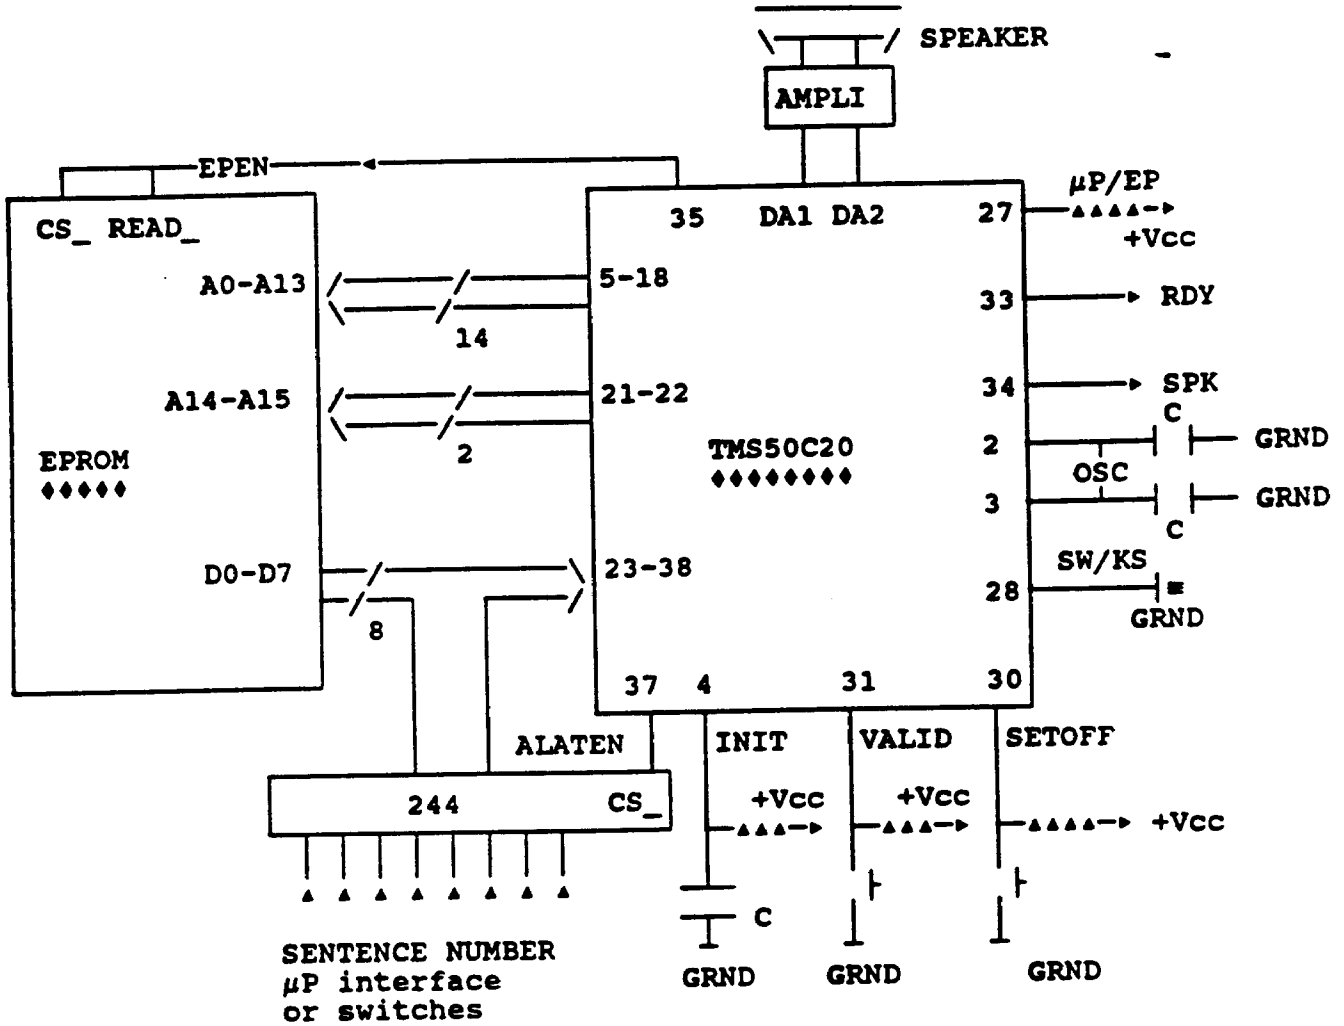 SPEAKER
AMPLI
EPEN
µP/EP
CS_ READ_
35 DA1 DA2 27
+Vcc
A0-A13
5-18
33
RDY
14
A14-A15
21-22
34
SPK
C
2
GRND
2
EPROM
TMS50C20
OSC
3
GRND
C
D0-D7
23-38
SW/KS
28
8
GRND
37 4 31 30
ALATEN
INIT
VALID
SETOFF
244
CS_
+Vcc
+Vcc
+Vcc
C
SENTENCE NUMBER
µP interface
or switches
GRND
GRND
GRND